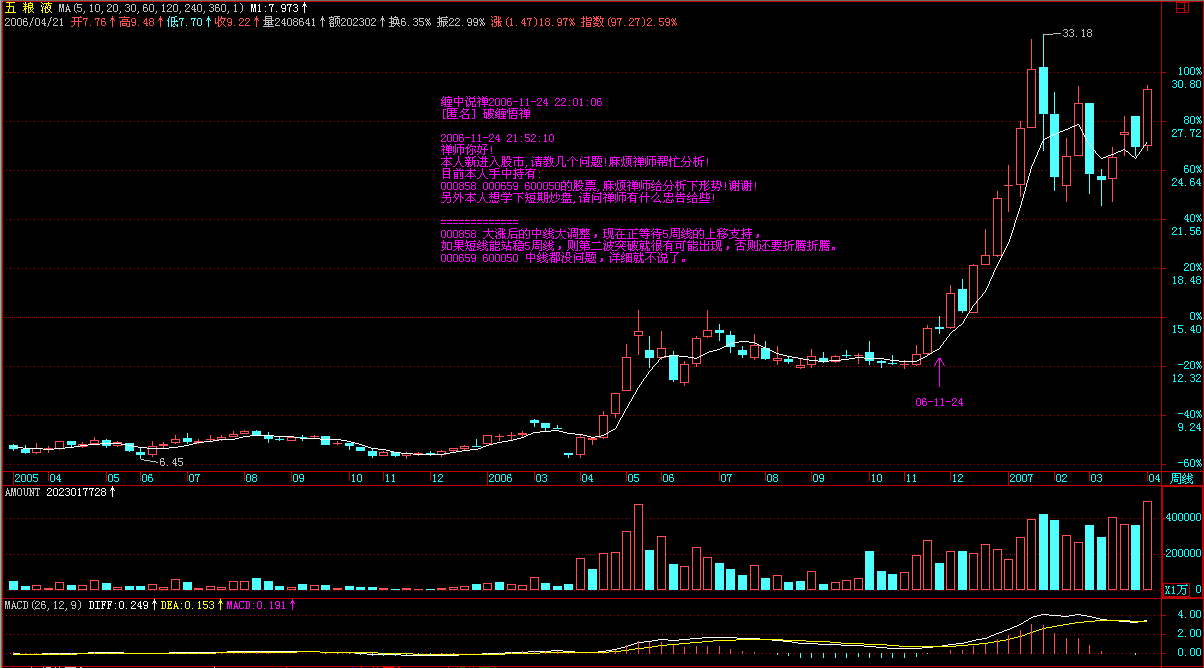 五 粮 液 MA(5,10,20,30,60,120,240,360,1) M1:7.973↑
2006/04/21 开7.76↑高9.48↑低7.70↑收9.22↑量2408641↑额202302↑换6.35% 振22.99% 涨(1.47)18.97% 指数(97.27)2.59%
33.18
100%
30.80
缠中说禅2006-11-24 22:01:06
[匿名] 破缠悟禅
80%
27.72
2006-11-24 21:52:10
禅师你好!
本人新进入股市,请教几个问题!麻烦禅师帮忙分析!
目前本人手中持有:
60%
24.64
000858 000659 600050的股票,麻烦禅师给分析下形势!谢谢!
另外本人想学下短期炒盘,请问禅师有什么忠告给些!
=============
40%
21.56
000858 大涨后的中线大调整，现在正等待5周线的上移支持，
如果短线能站稳5周线，则第二波突破就很有可能出现，否则还要折腾折腾。
000659 600050 中线都没问题，详细就不说了。
20%
18.48
0%
15.40
-20%
12.32
06-11-24
-40%
9.24
6.45
-60%
2005 04 05 06 07 08 09 10 11 12 2006 03 04 05 06 07 08 09 10 11 12 2007 02 03 04 周线
AMOUNT 2023017728↑
400000
200000
X1万 0
MACD(26,12,9) DIFF:0.249↑DEA:0.153↑MACD:0.191↑
4.00
2.00
0.00